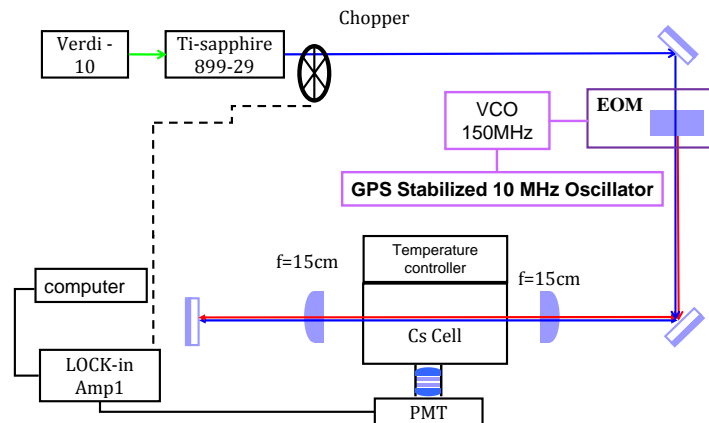 Chopper
Verdi -
10
Ti-sapphire
899-29
VCO
150MHz
EOM
GPS Stabilized 10 MHz Oscillator
Temperature
controller
f=15cm
f=15cm
computer
Cs Cell
LOCK-in
Amp1
PMT